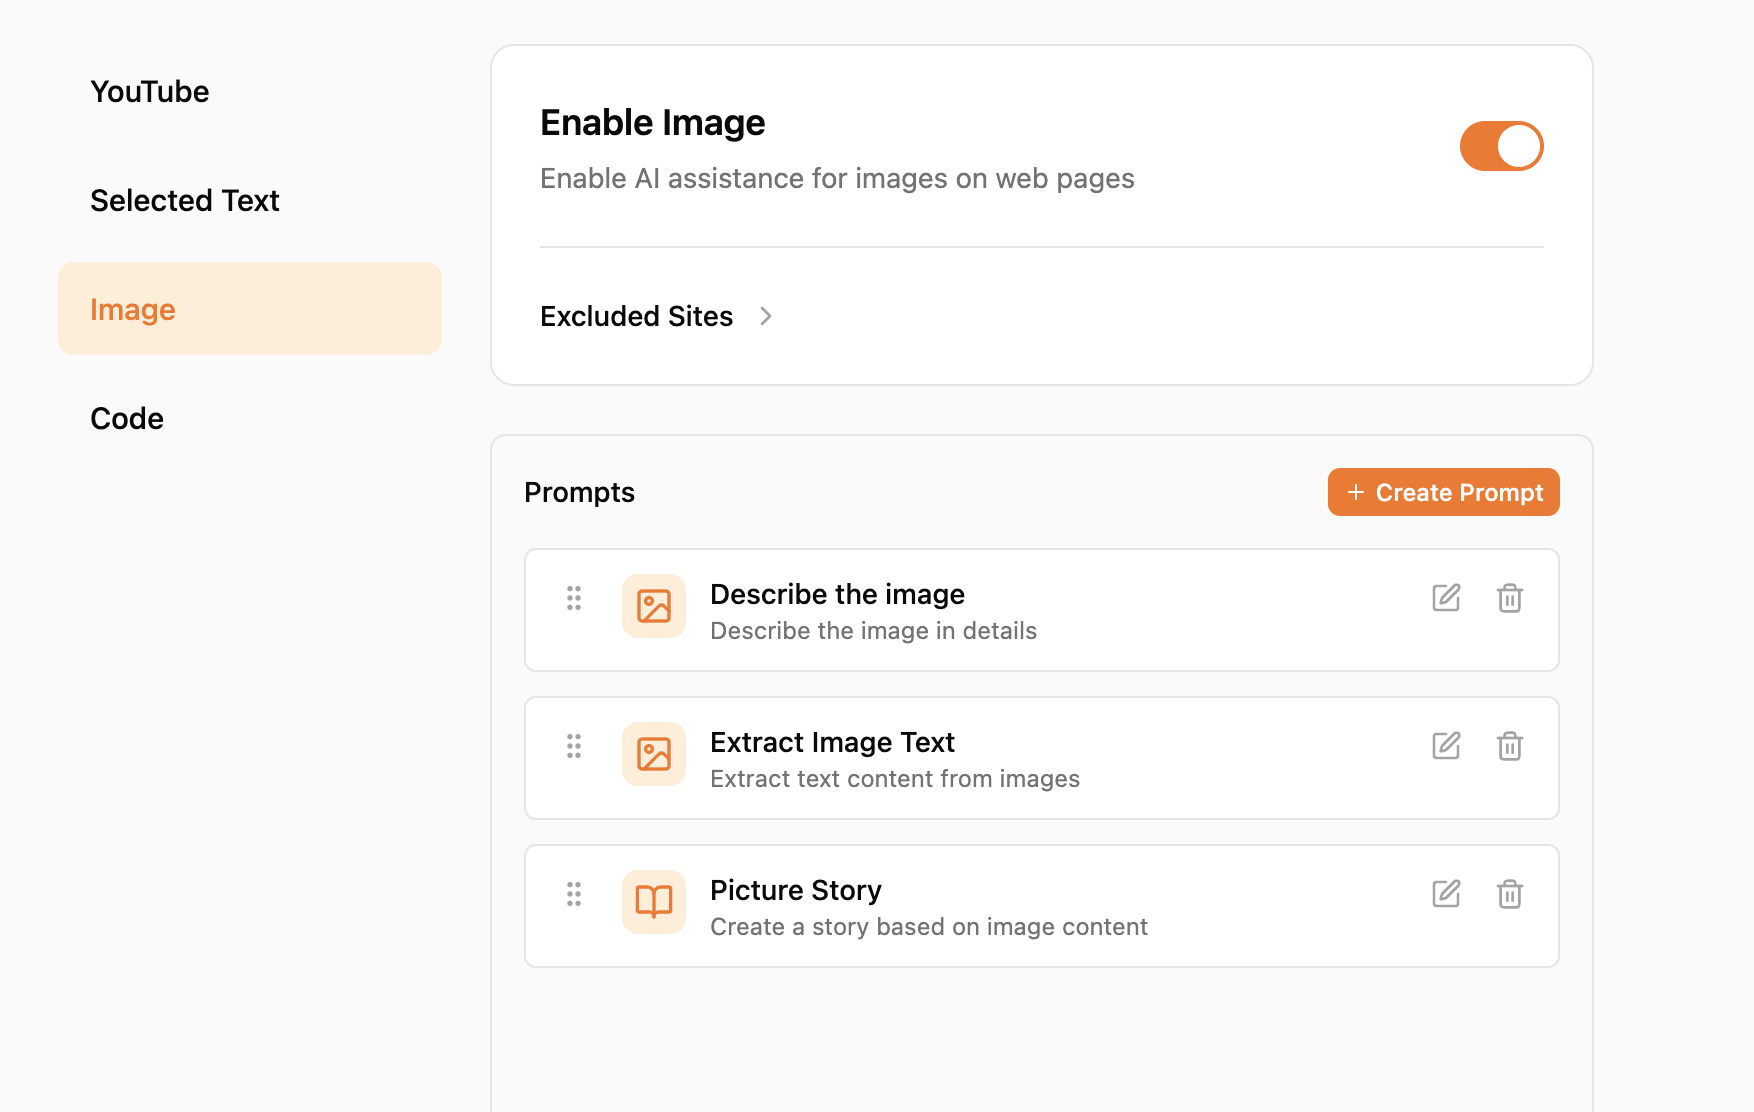 YouTube
Selected Text
Image
Code
Enable Image
Enable AI assistance for images on web pages
Excluded Sites
Prompts
+ Create Prompt
Describe the image
Describe the image in details
Extract Image Text
Extract text content from images
Picture Story
Create a story based on image content